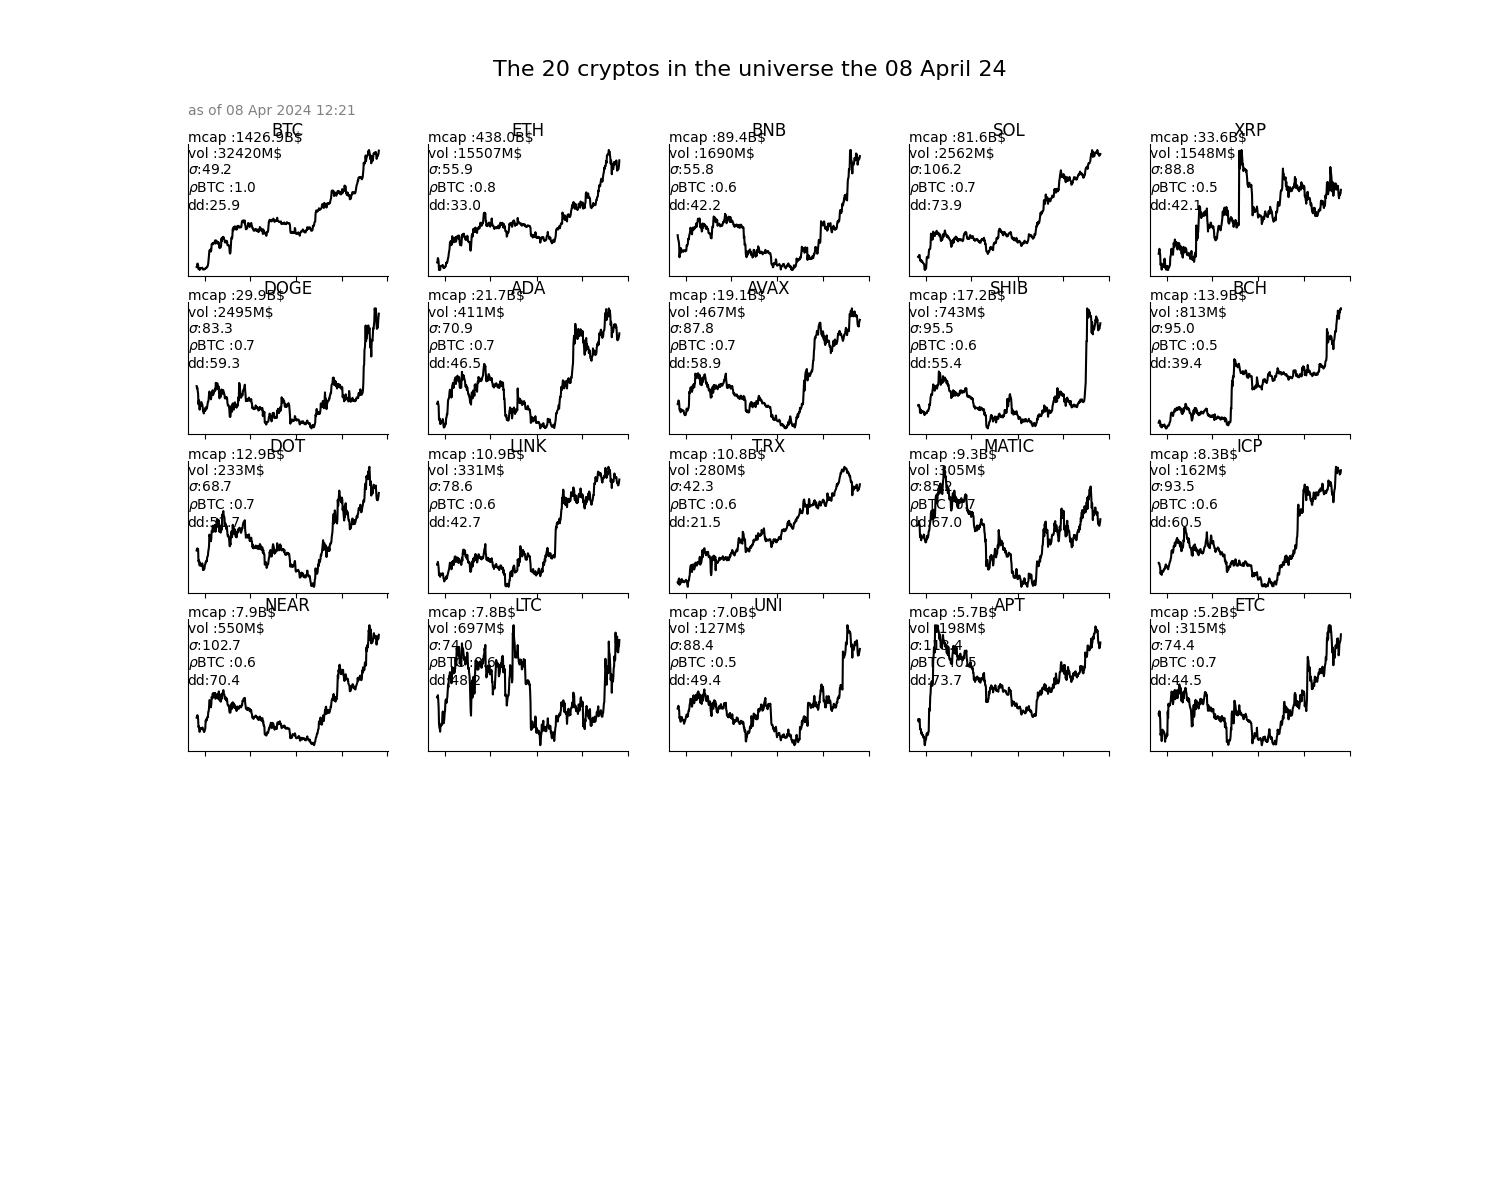 The 20 cryptos in the universe the 08 April 24
as of 08 Apr 2024 12:21
BTC
mcap :1426.9B$
vol :32420M$
σ:49.2
ρBTC :1.0
dd:25.9
ETH
mcap :438.0B$
vol :15507M$
σ:55.9
ρBTC :0.8
dd:33.0
BNB
mcap :89.4B$
vol :1690M$
σ:55.8
ρBTC :0.6
dd:42.2
SOL
mcap :81.6B$
vol :2562M$
σ:106.2
ρBTC :0.7
dd:73.9
XRP
mcap :33.6B$
vol :1548M$
σ:88.8
ρBTC :0.5
dd:42.1
DOGE
mcap :29.9B$
vol :2495M$
σ:83.3
ρBTC :0.7
dd:59.3
ADA
mcap :21.7B$
vol :411M$
σ:70.9
ρBTC :0.7
dd:46.5
AVAX
mcap :19.1B$
vol :467M$
σ:87.8
ρBTC :0.7
dd:58.9
SHIB
mcap :17.2B$
vol :743M$
σ:95.5
ρBTC :0.6
dd:55.4
BCH
mcap :13.9B$
vol :813M$
σ:95.0
ρBTC :0.5
dd:39.4
DOT
mcap :12.9B$
vol :233M$
σ:68.7
ρBTC :0.7
LINK
mcap :10.9B$
vol :331M$
σ:78.6
ρBTC :0.6
dd:42.7
TRX
mcap :10.8B$
vol :280M$
σ:42.3
ρBTC :0.6
dd:21.5
MATIC
mcap :9.3B$
vol :305M$
σ:85.2
ρBTC :0.7
dd:67.0
ICP
mcap :8.3B$
vol :162M$
σ:93.5
ρBTC :0.6
dd:60.5
NEAR
mcap :7.9B$
vol :550M$
σ:102.7
ρBTC :0.6
dd:70.4
LTC
mcap :7.8B$
vol :697M$
σ:74.0
ρBTC :0.6
dd:48.2
UNI
mcap :7.0B$
vol :127M$
σ:88.4
ρBTC :0.5
dd:49.4
APT
mcap :5.7B$
vol :198M$
ρBTC :0.5
dd:73.7
ETC
mcap :5.2B$
vol :315M$
σ:74.4
ρBTC :0.7
dd:44.5